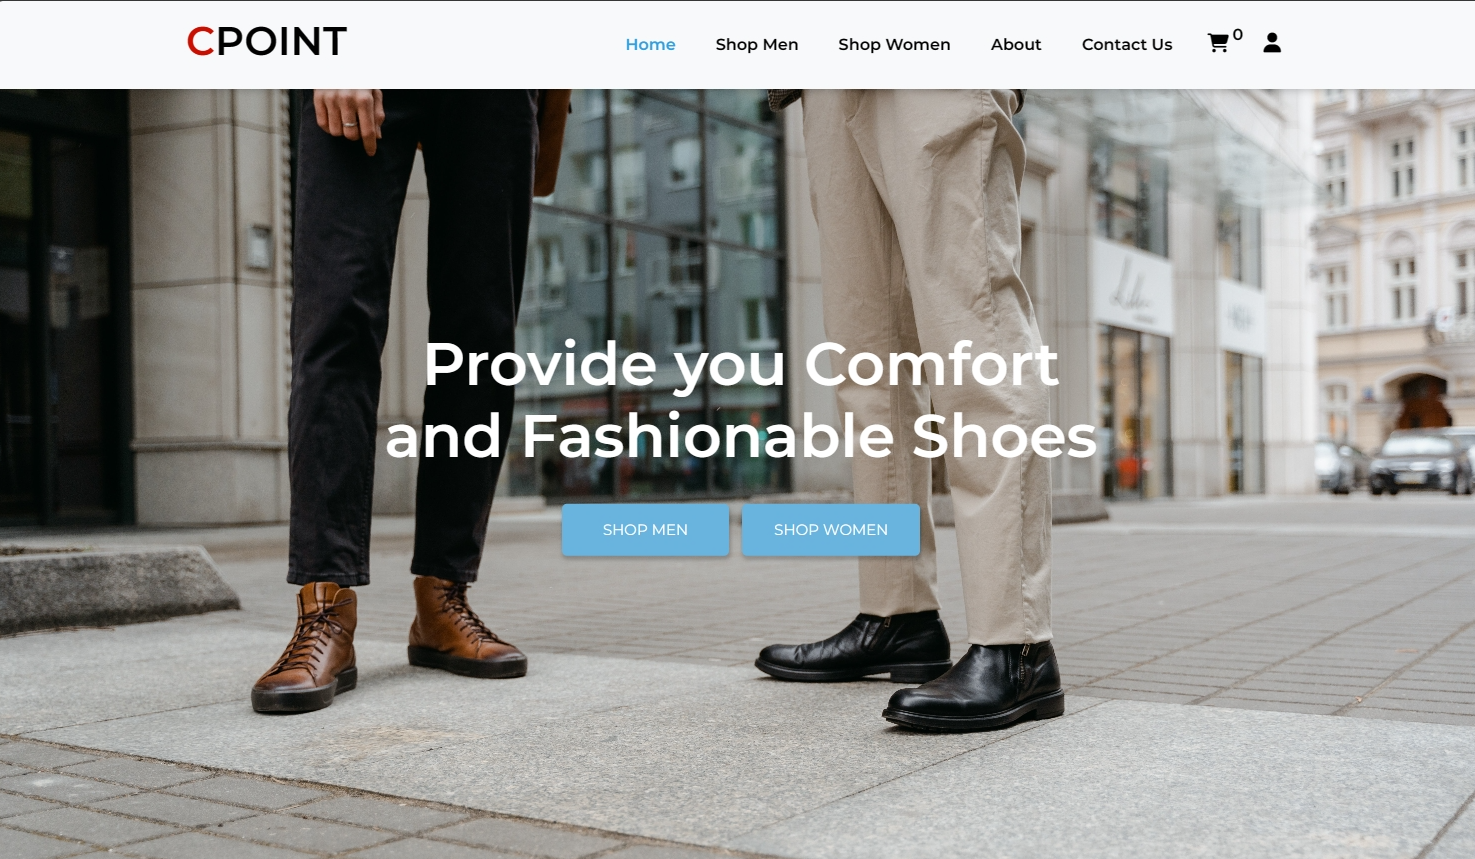 CPOINT
Home Shop Men Shop Women About Contact Us 0
Provide you Comfort
and Fashionable Shoes
SHOP MEN SHOP WOMEN